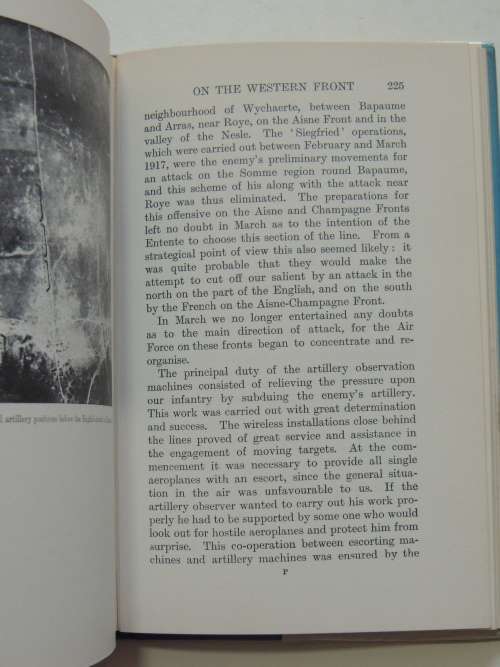 ON THE WESTERN FRONT 225
neighbourhood of Wychaerte, between Bapaume
and Arras, near Roye, on the Aisne Front and in the
valley of the Nesle. The 'Siegfried' operations,
which were carried out between February and March
1917, were the enemy's preliminary movements for
an attack on the Somme region round Bapaume,
and this scheme of his along with the attack near
Roye was thus eliminated. The preparations for
this offensive on the Aisne and Champagne Fronts
left no doubt in March as to the intention of the
Entente to choose this section of the line. From a
strategical point of view this also seemed likely: it
was quite probable that they would make the
attempt to cut off our salient by an attack in the
north on the part of the English, and on the south
by the French on the Aisne-Champagne Front.
In March we no longer entertained any doubts
as to the main direction of attack, for the Air
Force on these fronts began to concentrate and re-
organise.
The principal duty of the artillery observation
machines consisted of relieving the pressure upon
our infantry by subduing the enemy's artillery.
This work was carried out with great determination
and success. The wireless installations close behind
the lines proved of great service and assistance in
the engagement of moving targets. At the com-
mencement it was necessary to provide all single
aeroplanes with an escort, since the general situa-
tion in the air was unfavourable to us. If the
artillery observer wanted to carry out his work pro-
perly he had to be supported by some one who would
look out for hostile aeroplanes and protect him from
surprise. This co-operation between escorting ma-
chines and artillery machines was ensured by the
P
artillery positions below the